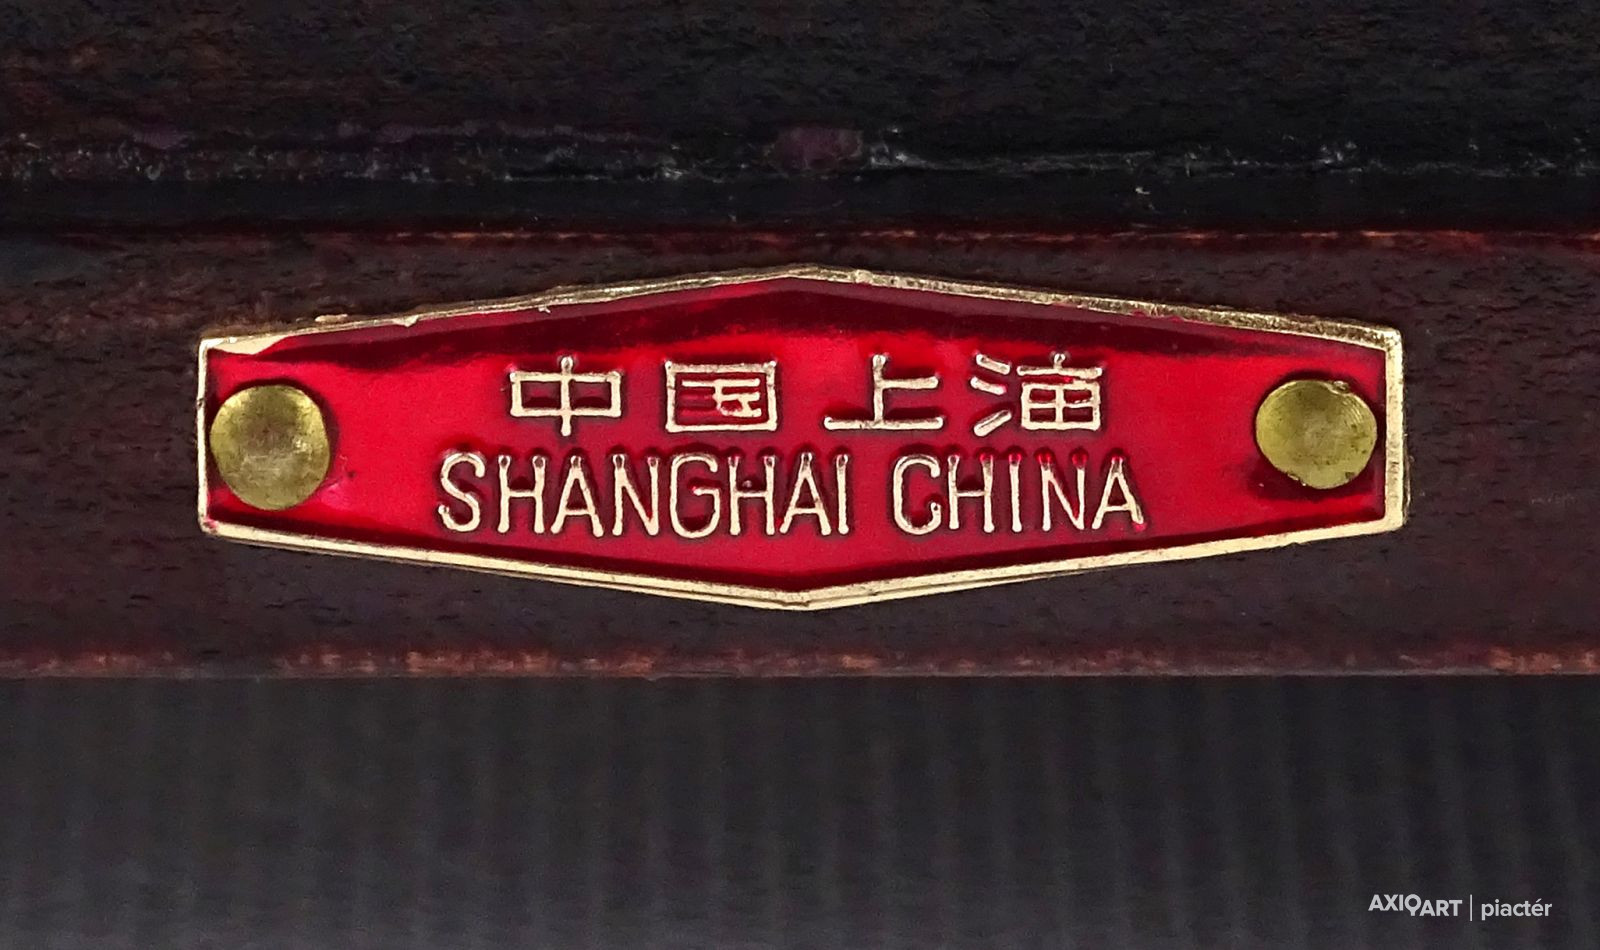 中国上海
SHANGHAI CHINA
AXIOART | piactér